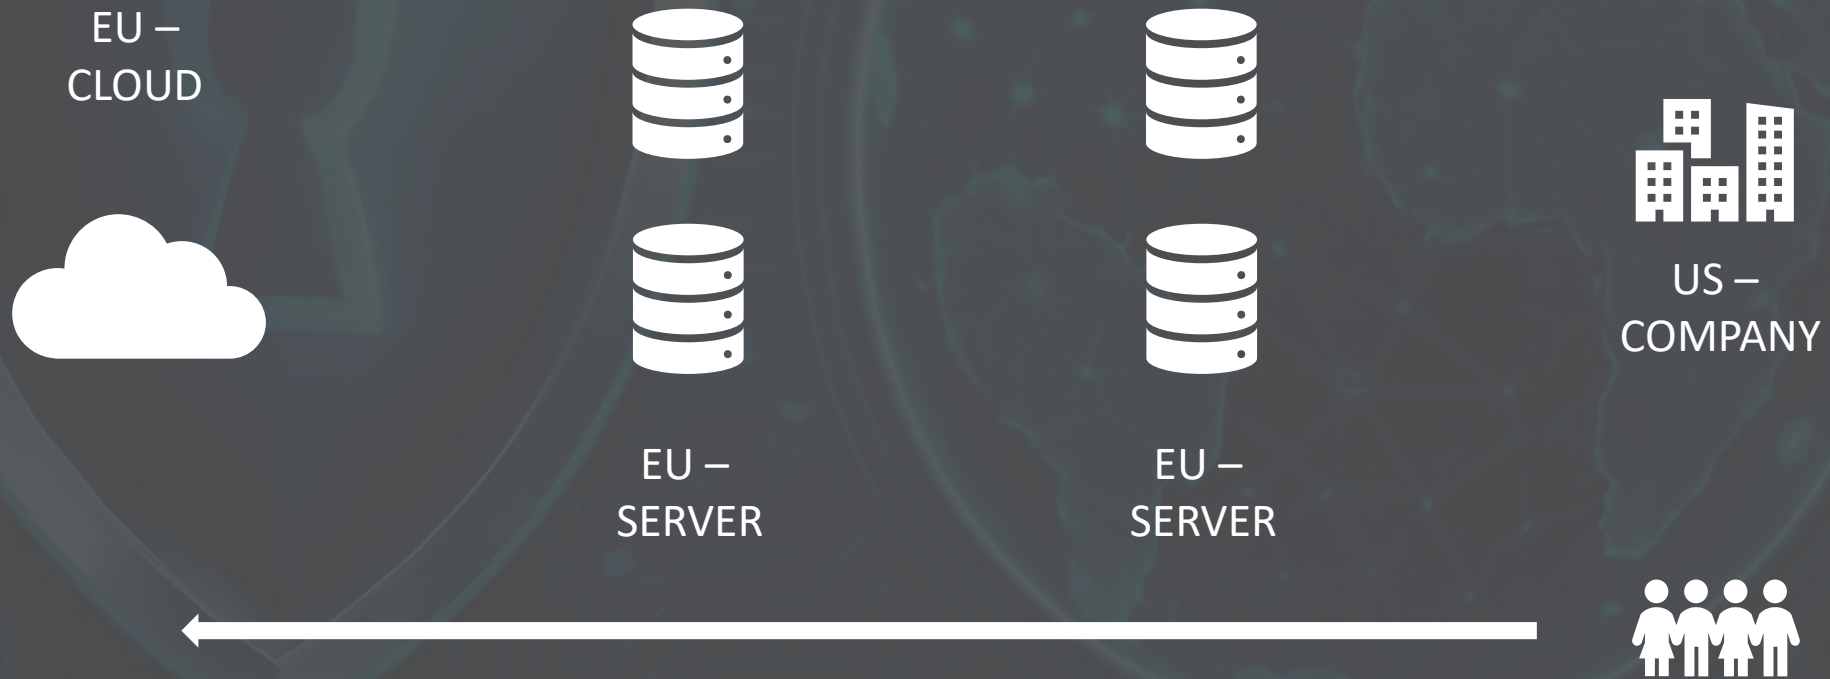 EU –
CLOUD
US –
COMPANY
EU –
SERVER
EU –
SERVER